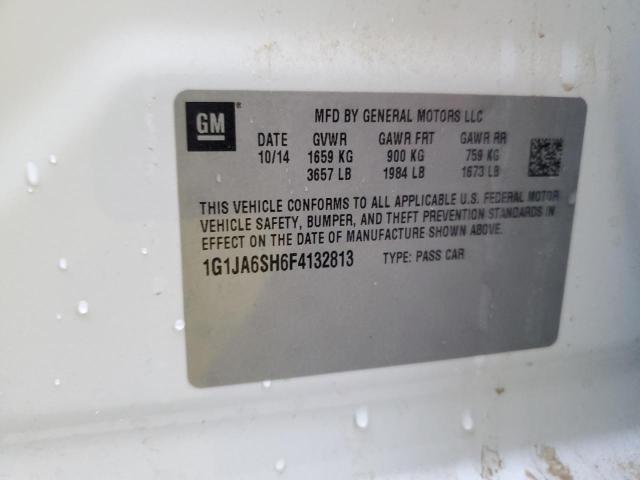 GM ®
MFD BY GENERAL MOTORS LLC
DATE GVWR GAWR FRT GAWR RR
10/14 1659 KG 900 KG 759 KG
3657 LB 1984 LB 1673 LB
THIS VEHICLE CONFORMS TO ALL APPLICABLE U.S. FEDERAL MOTOR
VEHICLE SAFETY, BUMPER, AND THEFT PREVENTION STANDARDS IN
EFFECT ON THE DATE OF MANUFACTURE SHOWN ABOVE.
1G1JA6SH6F4132813 TYPE: PASS CAR